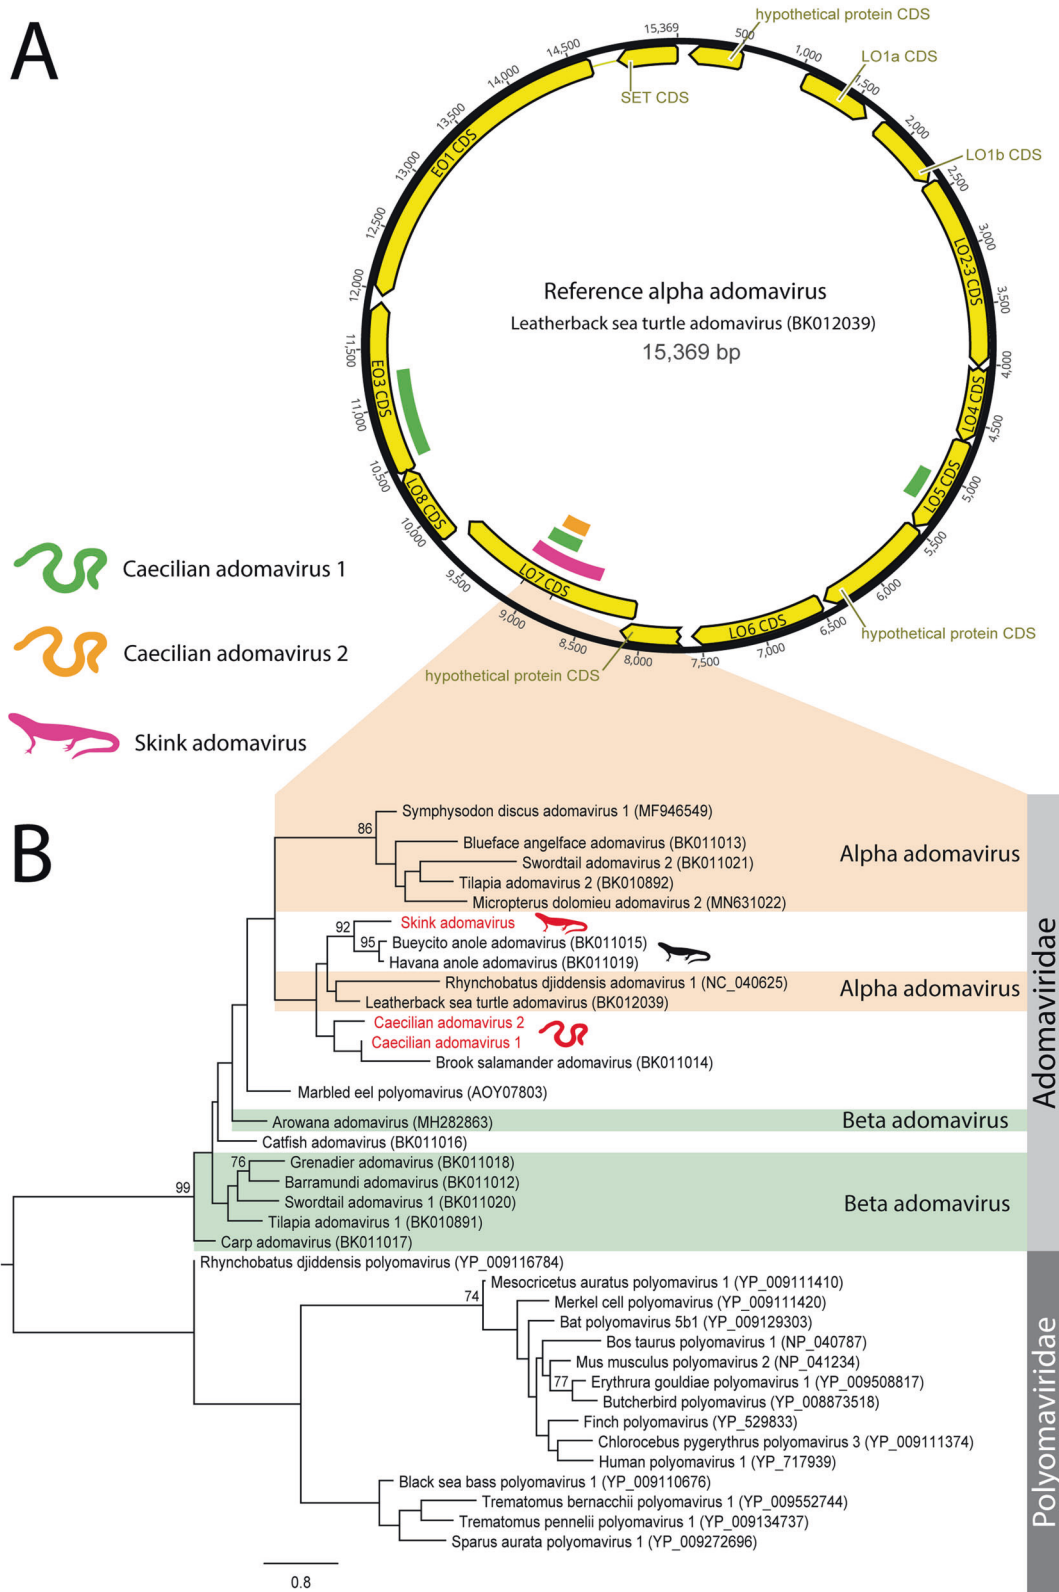 A
hypothetical protein CDS
15,369
500
1,000
LO1a CDS
1,500
SET CDS
14,500
14,000
13,500
13,000
12,500
12,000
11,500
11,000
10,500
10,000
9,500
9,000
8,500
8,000
7,500
7,000
6,500
6,000
5,500
5,000
4,500
4,000
3,500
3,000
2,500
2,000
LO1b CDS
EO1 CDS
LO2-3 CDS
Reference alpha adomavirus
Leatherback sea turtle adomavirus (BK012039)
15,369 bp
EO3 CDS
LO4 CDS
LO5 CDS
LO8 CDS
LO7 CDS
LO6 CDS
hypothetical protein CDS
hypothetical protein CDS
Caecilian adomavirus 1
Caecilian adomavirus 2
Skink adomavirus
B
86
Symphysodon discus adomavirus 1 (MF946549)
Blueface angelface adomavirus (BK011013)
Alpha adomavirus
Swordtail adomavirus 2 (BK011021)
Tilapia adomavirus 2 (BK010892)
Micropterus dolomieu adomavirus 2 (MN631022)
92
Skink adomavirus
95
Bueycito anole adomavirus (BK011015)
Havana anole adomavirus (BK011019)
Rhynchobatus djiddensis adomavirus 1 (NC_040625)
Alpha adomavirus
Leatherback sea turtle adomavirus (BK012039)
Caecilian adomavirus 2
Caecilian adomavirus 1
Brook salamander adomavirus (BK011014)
Adomaviridae
Marbled eel polyomavirus (AOY07803)
Arowana adomavirus (MH282863)
Beta adomavirus
Catfish adomavirus (BK011016)
76
Grenadier adomavirus (BK011018)
Barramundi adomavirus (BK011012)
99
Swordtail adomavirus 1 (BK011020)
Beta adomavirus
Tilapia adomavirus 1 (BK010891)
Carp adomavirus (BK011017)
Rhynchobatus djiddensis polyomavirus (YP_009116784)
74
Mesocricetus auratus polyomavirus 1 (YP_009111410)
Merkel cell polyomavirus (YP_009111420)
Bat polyomavirus 5b1 (YP_009129303)
Bos taurus polyomavirus 1 (NP_040787)
Mus musculus polyomavirus 2 (NP_041234)
77
Erythrura gouldiae polyomavirus 1 (YP_009508817)
Butcherbird polyomavirus (YP_008873518)
Finch polyomavirus (YP_529833)
Chlorocebus pygerythrus polyomavirus 3 (YP_009111374)
Human polyomavirus 1 (YP_717939)
Polyomaviridae
Black sea bass polyomavirus 1 (YP_009110676)
Trematomus bernacchii polyomavirus 1 (YP_009552744)
Trematomus pennelii polyomavirus 1 (YP_009134737)
Sparus aurata polyomavirus 1 (YP_009272696)
0.8